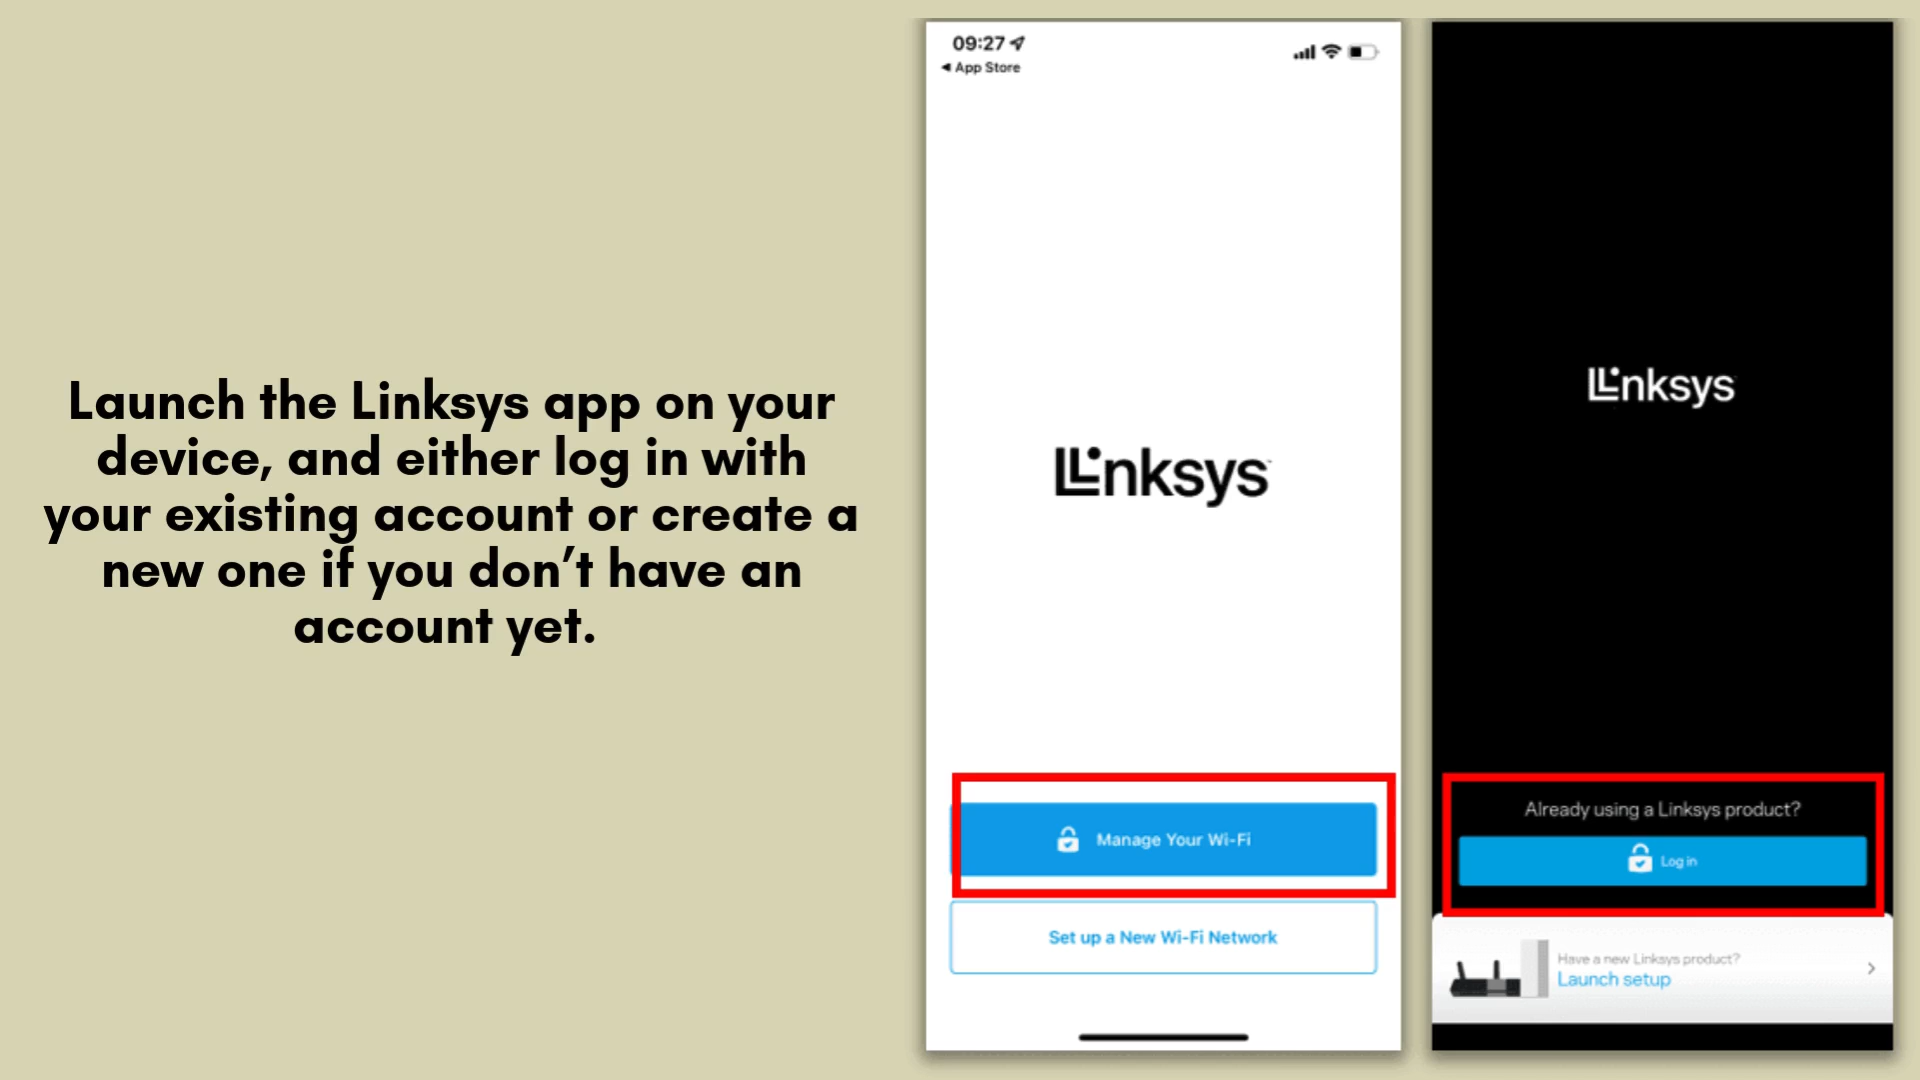 Launch the Linksys app on your
device, and either log in with
your existing account or create a
new one if you don’t have an
account yet.
09:27
App Store
Linksys
Manage Your Wi-Fi
Set up a New Wi-Fi Network
Linksys
Already using a Linksys product?
Log in
Have a new Linksys product?
Launch setup